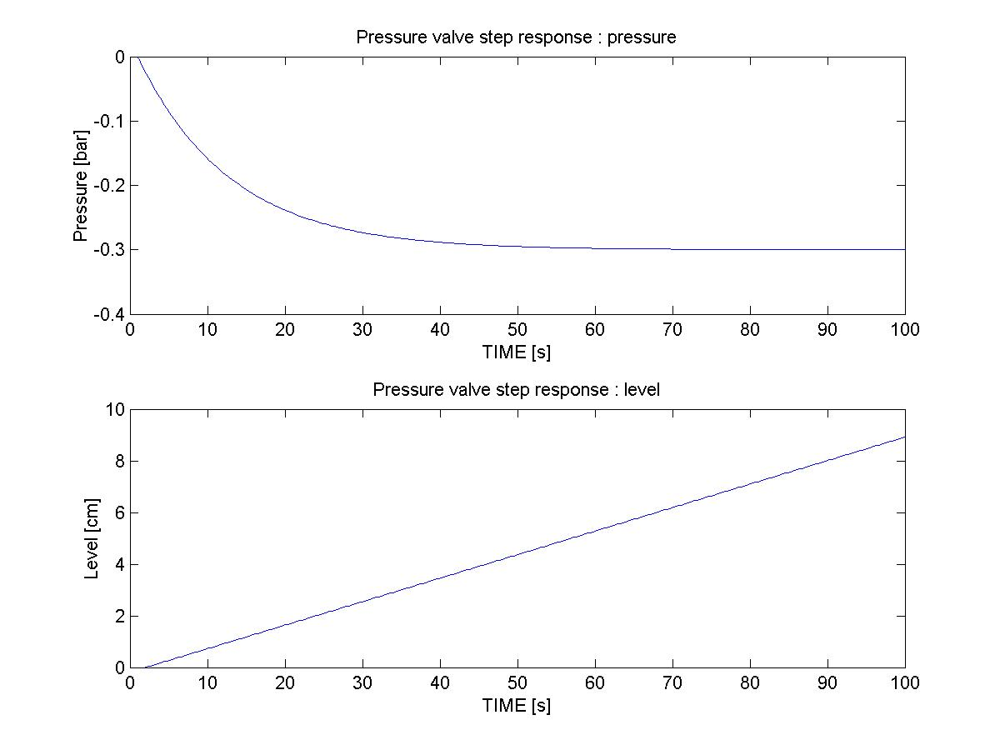 Pressure valve step response : pressure
0
-0.1
-0.2
-0.3
-0.4
Pressure [bar]
0 10 20 30 40 50 60 70 80 90 100
TIME [s]
Pressure valve step response : level
10
8
6
4
2
0
Level [cm]
0 10 20 30 40 50 60 70 80 90 100
TIME [s]